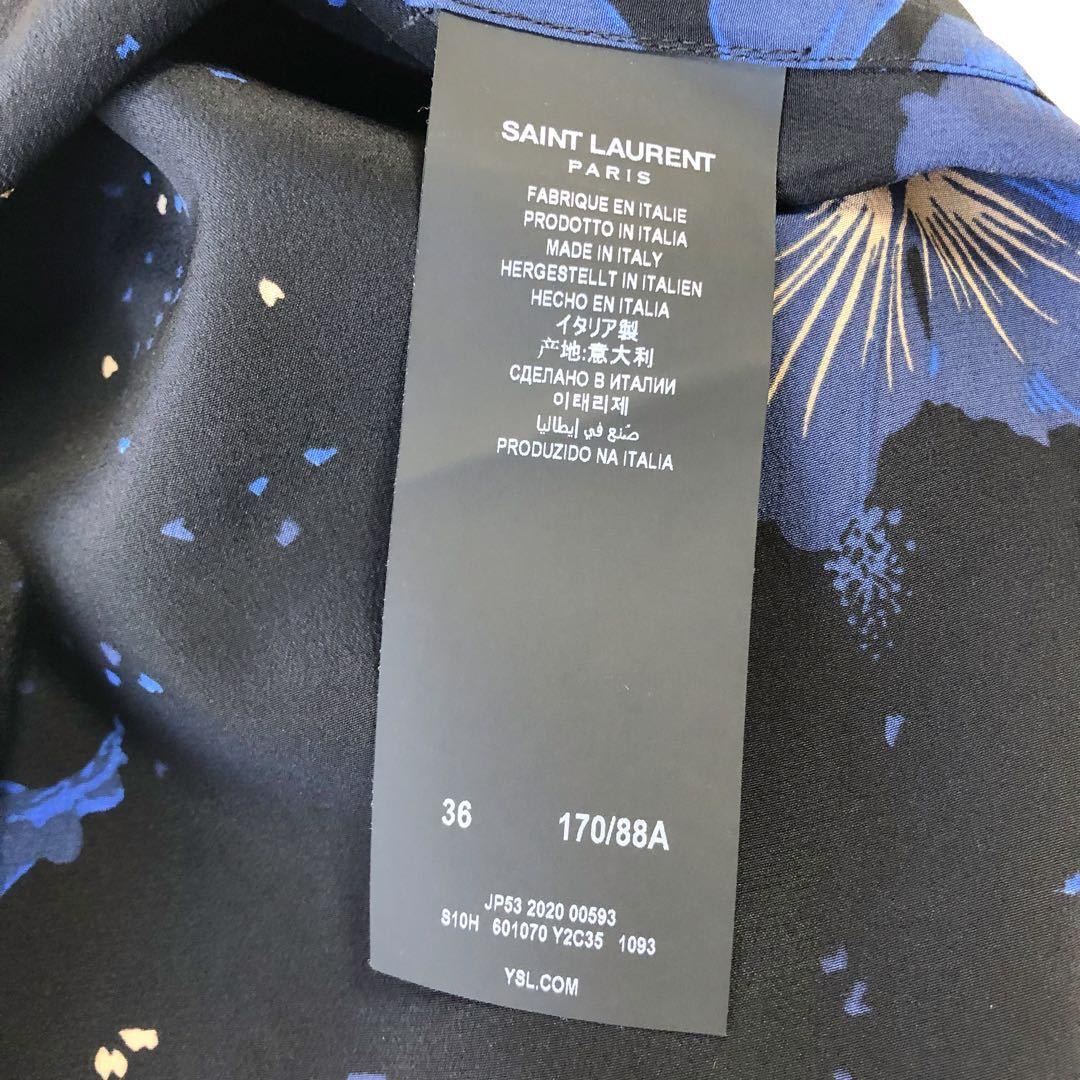 SAINT LAURENT
PARIS
FABRIQUE EN ITALIE
PRODOTTO IN ITALIA
MADE IN ITALY
HERGESTELLT IN ITALIEN
HECHO EN ITALIA
イタリア製
产地:意大利
СДЕЛАНО В ИТАЛИИ
이태리제
صّنع في إيطاليا
PRODUZIDO NA ITALIA
36 170/88A
JP53 2020 00593
S10H 601070 Y2C35 1093
YSL.COM